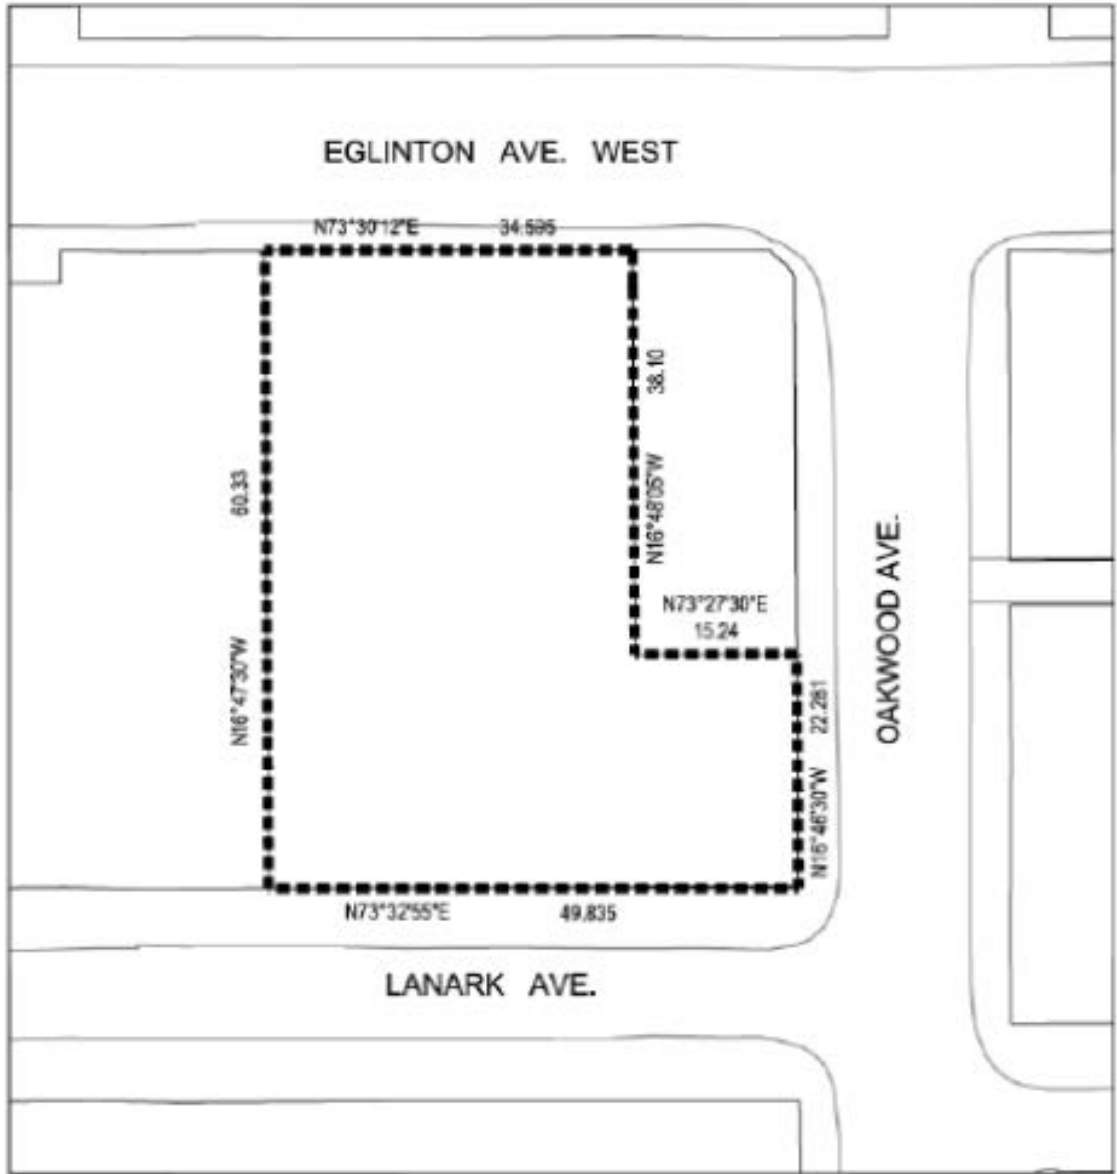 EGLINTON AVE. WEST
N73°30'12"E 34.595
38.10
N16°48'05"W
60.33
N16°47'30"W
N73°27'30"E
15.24
OAKWOOD AVE.
22.281
N16°46'30"W
N73°32'55"E 49.835
LANARK AVE.